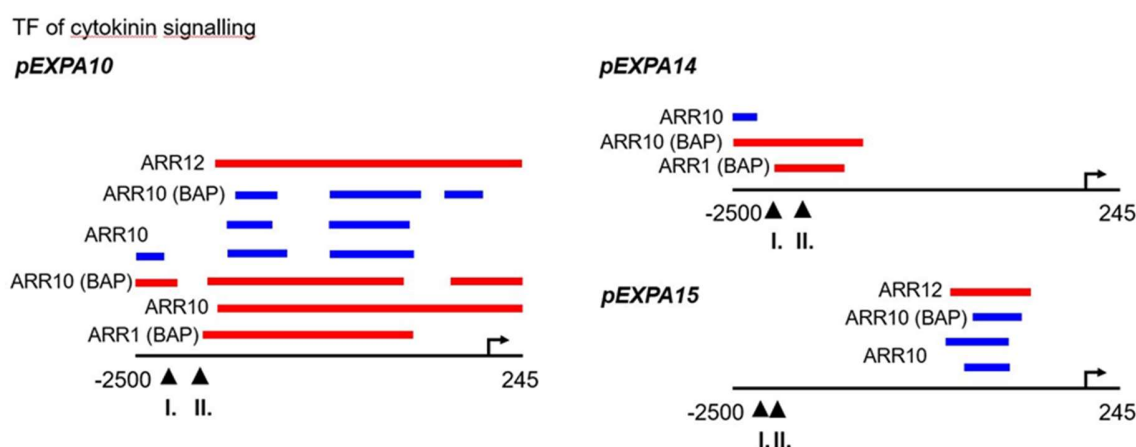 TF of cytokinin signalling
pEXPA10
ARR12
ARR10 (BAP)
ARR10
ARR10 (BAP)
ARR10
ARR1 (BAP)
-2500
245
I. II.
pEXPA14
ARR10
ARR10 (BAP)
ARR1 (BAP)
-2500
245
I. II.
pEXPA15
ARR12
ARR10 (BAP)
ARR10
-2500
245
I. II.